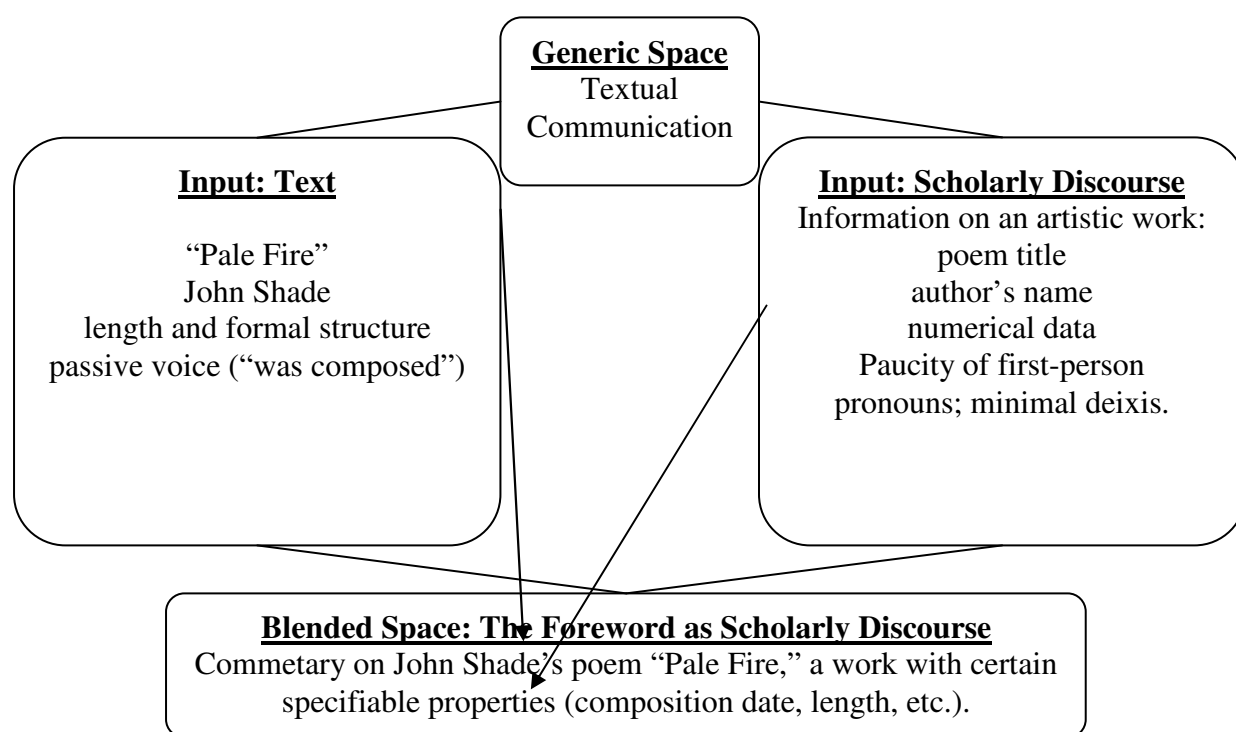 Generic Space
Textual
Communication
Input: Text
“Pale Fire”
John Shade
length and formal structure
passive voice (“was composed”)
Input: Scholarly Discourse
Information on an artistic work:
poem title
author’s name
numerical data
Paucity of first-person
pronouns; minimal deixis.
Blended Space: The Foreword as Scholarly Discourse
Commetary on John Shade’s poem “Pale Fire,” a work with certain
specifiable properties (composition date, length, etc.).